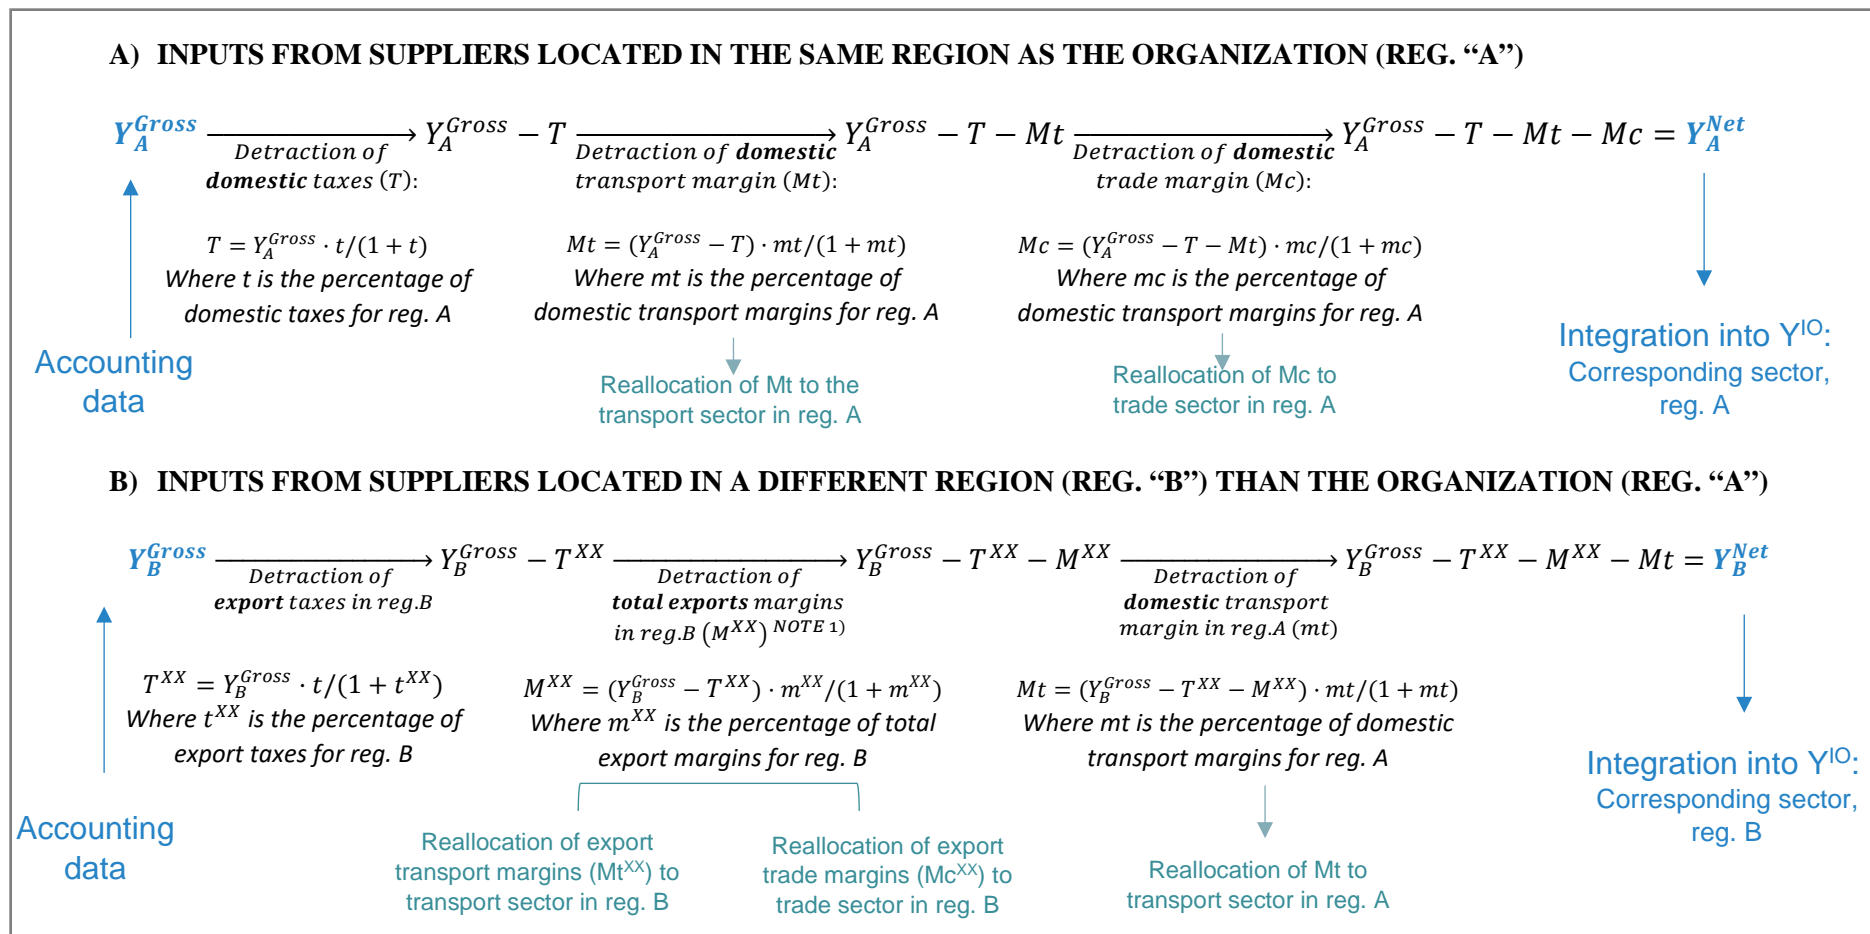 A) INPUTS FROM SUPPLIERS LOCATED IN THE SAME REGION AS THE ORGANIZATION (REG. “A”)
Y_A^Gross → Y_A^Gross − T → Y_A^Gross − T − Mt → Y_A^Gross − T − Mt − Mc = Y_A^Net
Detraction of
domestic taxes (T):
Detraction of domestic
transport margin (Mt):
Detraction of domestic
trade margin (Mc):
T = Y_A^Gross · t/(1 + t)
Where t is the percentage of
domestic taxes for reg. A
Mt = (Y_A^Gross − T) · mt/(1 + mt)
Where mt is the percentage of
domestic transport margins for reg. A
Mc = (Y_A^Gross − T − Mt) · mc/(1 + mc)
Where mc is the percentage of
domestic transport margins for reg. A
Accounting
data
Reallocation of Mt to the
transport sector in reg. A
Reallocation of Mc to
trade sector in reg. A
Integration into Y^IO:
Corresponding sector,
reg. A
B) INPUTS FROM SUPPLIERS LOCATED IN A DIFFERENT REGION (REG. “B”) THAN THE ORGANIZATION (REG. “A”)
Y_B^Gross → Y_B^Gross − T^XX → Y_B^Gross − T^XX − M^XX → Y_B^Gross − T^XX − M^XX − Mt = Y_B^Net
Detraction of
export taxes in reg.B
Detraction of
total exports margins
in reg.B (M^XX) NOTE 1)
Detraction of
domestic transport
margin in reg.A (mt)
T^XX = Y_B^Gross · t/(1 + t^XX)
Where t^XX is the percentage of
export taxes for reg. B
M^XX = (Y_B^Gross − T^XX) · m^XX/(1 + m^XX)
Where m^XX is the percentage of total
export margins for reg. B
Mt = (Y_B^Gross − T^XX − M^XX) · mt/(1 + mt)
Where mt is the percentage of domestic
transport margins for reg. A
Accounting
data
Reallocation of export
transport margins (Mt^XX) to
transport sector in reg. B
Reallocation of export
trade margins (Mc^XX) to
trade sector in reg. B
Reallocation of Mt to
transport sector in reg. A
Integration into Y^IO:
Corresponding sector,
reg. B